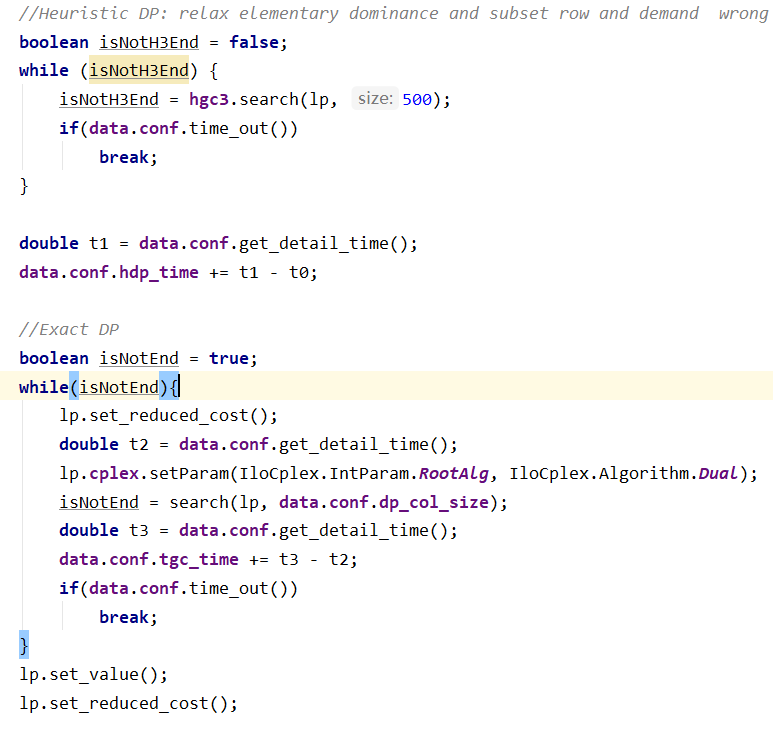 //Heuristic DP: relax elementary dominance and subset row and demand  wrong
boolean isNotH3End = false;
while (isNotH3End) {
    isNotH3End = hgc3.search(lp,  size: 500);
    if(data.conf.time_out())
        break;
}
double t1 = data.conf.get_detail_time();
data.conf.hdp_time += t1 - t0;
//Exact DP
boolean isNotEnd = true;
while(isNotEnd){
    lp.set_reduced_cost();
    double t2 = data.conf.get_detail_time();
    lp.cplex.setParam(IloCplex.IntParam.RootAlg, IloCplex.Algorithm.Dual);
    isNotEnd = search(lp, data.conf.dp_col_size);
    double t3 = data.conf.get_detail_time();
    data.conf.tgc_time += t3 - t2;
    if(data.conf.time_out())
        break;
}
lp.set_value();
lp.set_reduced_cost();